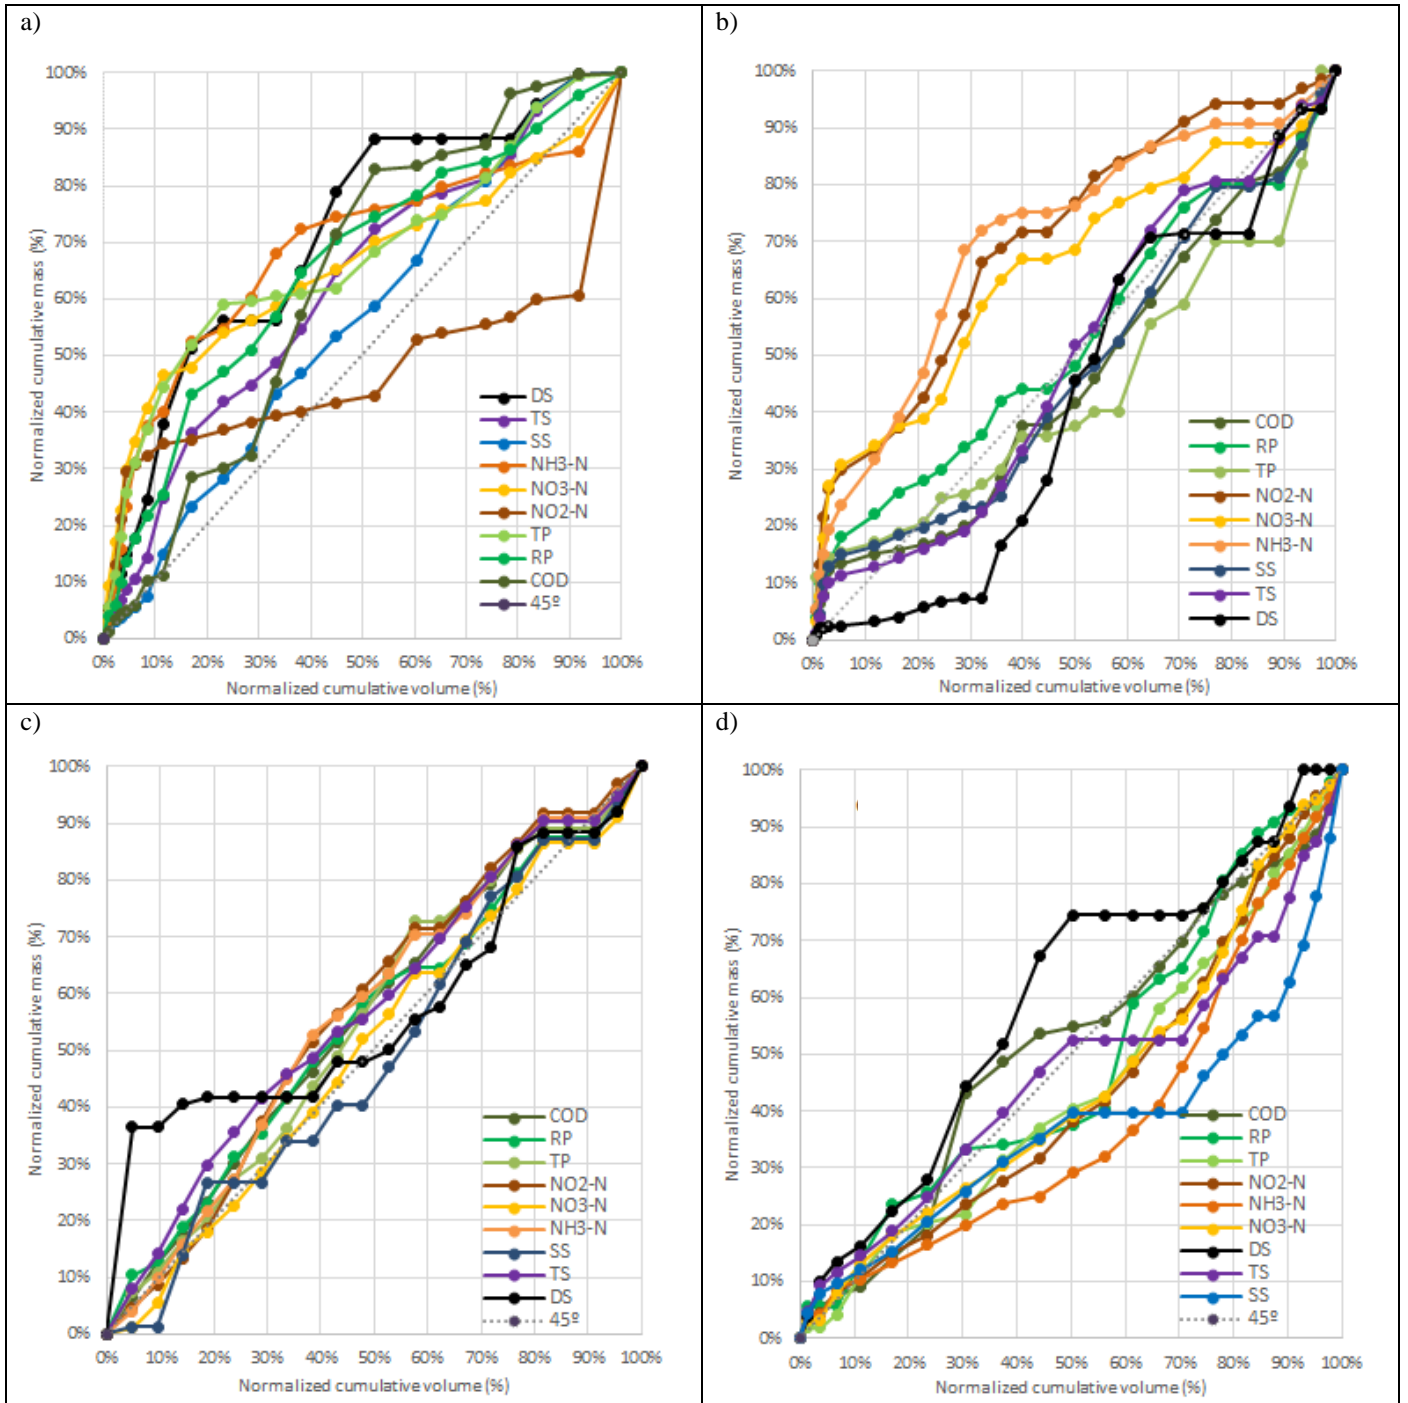 a)
100%
90%
80%
70%
60%
50%
40%
30%
20%
10%
0%
Normalized cumulative mass (%)
DS
TS
SS
NH3-N
NO3-N
NO2-N
TP
RP
COD
45º
0% 10% 20% 30% 40% 50% 60% 70% 80% 90% 100%
Normalized cumulative volume (%)
b)
100%
90%
80%
70%
60%
50%
40%
30%
20%
10%
0%
Normalized cumulative mass (%)
COD
RP
TP
NO2-N
NO3-N
NH3-N
SS
TS
DS
0% 10% 20% 30% 40% 50% 60% 70% 80% 90% 100%
Normalized cumulative volume (%)
c)
100%
90%
80%
70%
60%
50%
40%
30%
20%
10%
0%
Normalized cumulative mass (%)
COD
RP
TP
NO2-N
NO3-N
NH3-N
SS
TS
DS
45º
0% 10% 20% 30% 40% 50% 60% 70% 80% 90% 100%
Normalized cumulative volume (%)
d)
100%
90%
80%
70%
60%
50%
40%
30%
20%
10%
0%
Normalized cumulative mass (%)
COD
RP
TP
NO2-N
NH3-N
NO3-N
DS
TS
SS
45º
0% 10% 20% 30% 40% 50% 60% 70% 80% 90% 100%
Normalized cumulative volume (%)